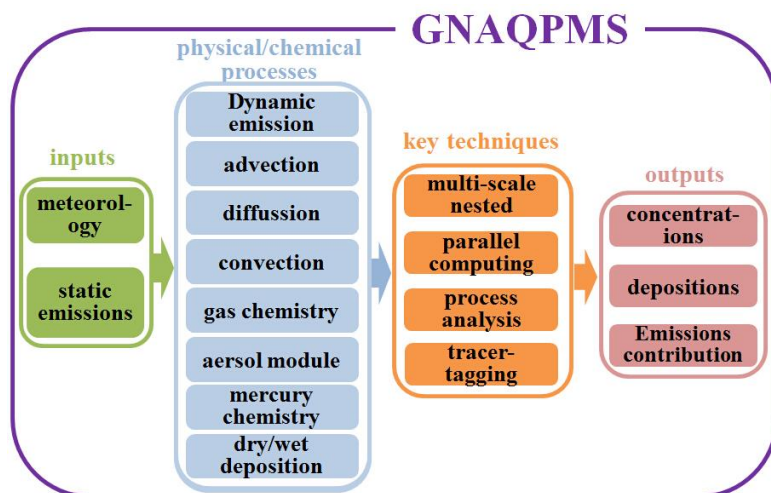 GNAQPMS
inputs
meteorol-
ogy
static
emissions
physical/chemical
processes
Dynamic
emission
advection
diffussion
convection
gas chemistry
aersol module
mercury
chemistry
dry/wet
deposition
key techniques
multi-scale
nested
parallel
computing
process
analysis
tracer-
tagging
outputs
concentrat-
ions
depositions
Emissions
contribution